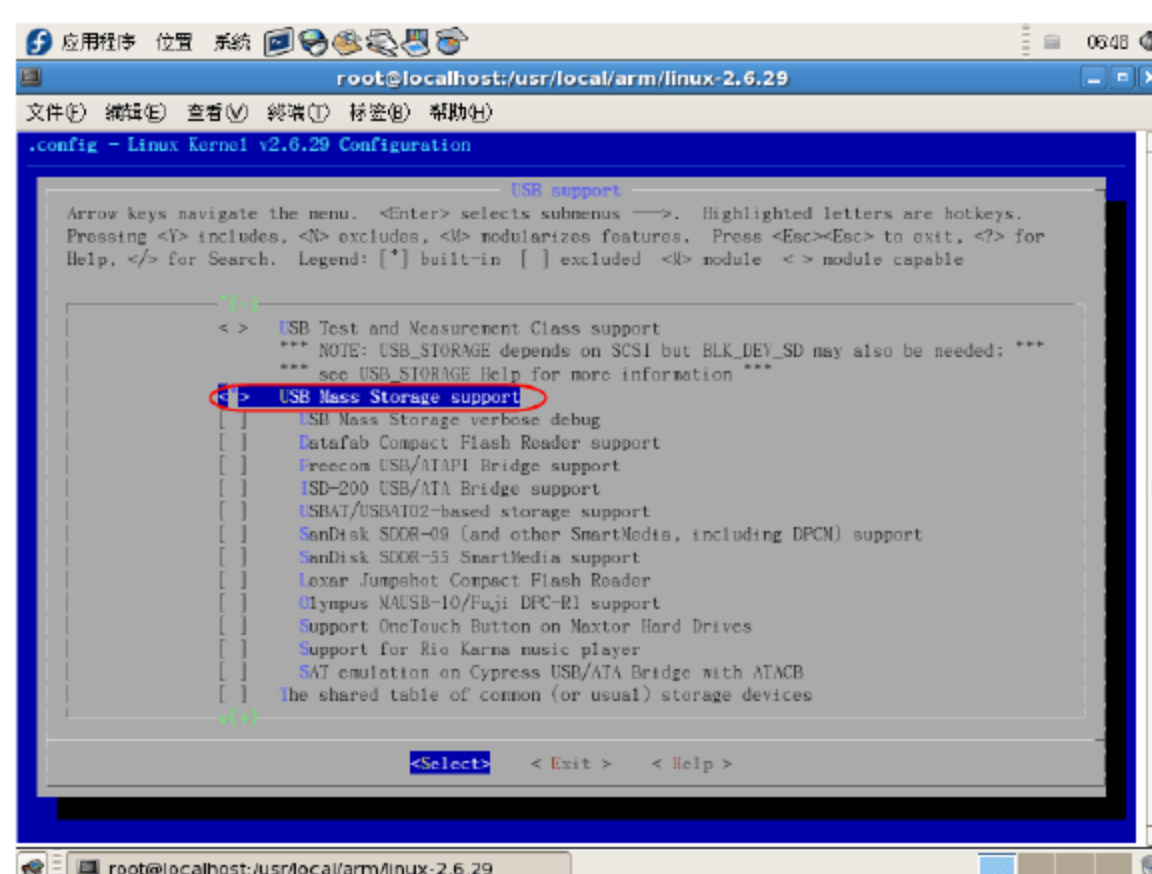 应用程序 位置 系统 06:48
root@localhost:/usr/local/arm/linux-2.6.29
文件(F) 编辑(E) 查看(V) 终端(T) 标签(B) 帮助(H)
.config - Linux Kernel v2.6.29 Configuration
USB support
Arrow keys navigate the menu. <Enter> selects submenus --->. Highlighted letters are hotkeys.
Pressing <Y> includes, <N> excludes, <M> modularizes features. Press <Esc><Esc> to exit, <?> for
Help, </> for Search. Legend: [*] built-in [ ] excluded <M> module < > module capable
^(-)
< > USB Test and Measurement Class support
*** NOTE: USB_STORAGE depends on SCSI but BLK_DEV_SD may also be needed; ***
*** see USB_STORAGE Help for more information ***
<*> USB Mass Storage support
[ ] USB Mass Storage verbose debug
[ ] Datafab Compact Flash Reader support
[ ] Freecom USB/ATAPI Bridge support
[ ] ISD-200 USB/ATA Bridge support
[ ] USBAT/USBAT02-based storage support
[ ] SanDisk SDDR-09 (and other SmartMedia, including DPCM) support
[ ] SanDisk SDDR-55 SmartMedia support
[ ] Lexar Jumpshot Compact Flash Reader
[ ] Olympus MAUSB-10/Fuji DPC-R1 support
[ ] Support OneTouch Button on Maxtor Hard Drives
[ ] Support for Rio Karma music player
[ ] SAT emulation on Cypress USB/ATA Bridge with ATACB
[ ] The shared table of common (or usual) storage devices
v(+)
<Select> < Exit > < Help >
root@localhost:/usr/local/arm/linux-2.6.29